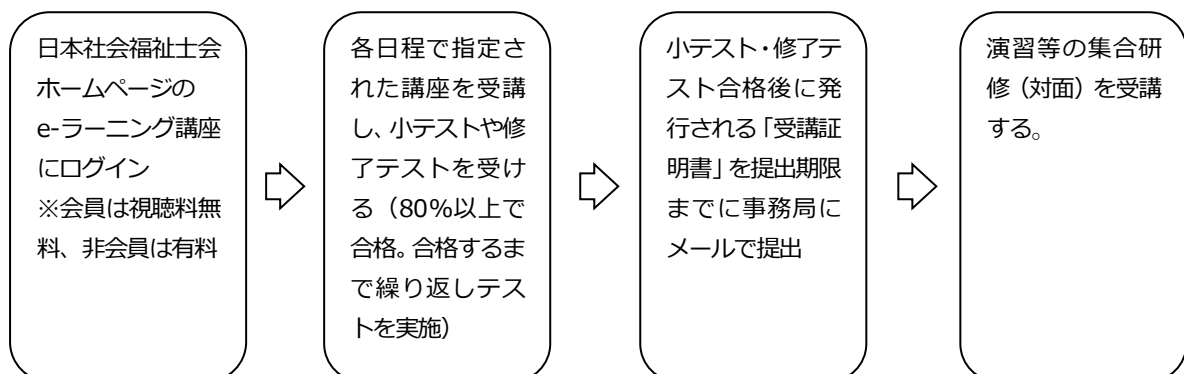 日本社会福祉士会
ホームページの
e-ラーニング講座
にログイン
※会員は視聴料無
料、非会員は有料
各日程で指定さ
れた講座を受講
し、小テストや修
了テストを受け
る（80%以上で
合格。合格するま
で繰り返しテス
トを実施）
小テスト・修了テ
スト合格後に発
行される「受講証
明書」を提出期限
までに事務局に
メールで提出
演習等の集合研
修（対面）を受講
する。